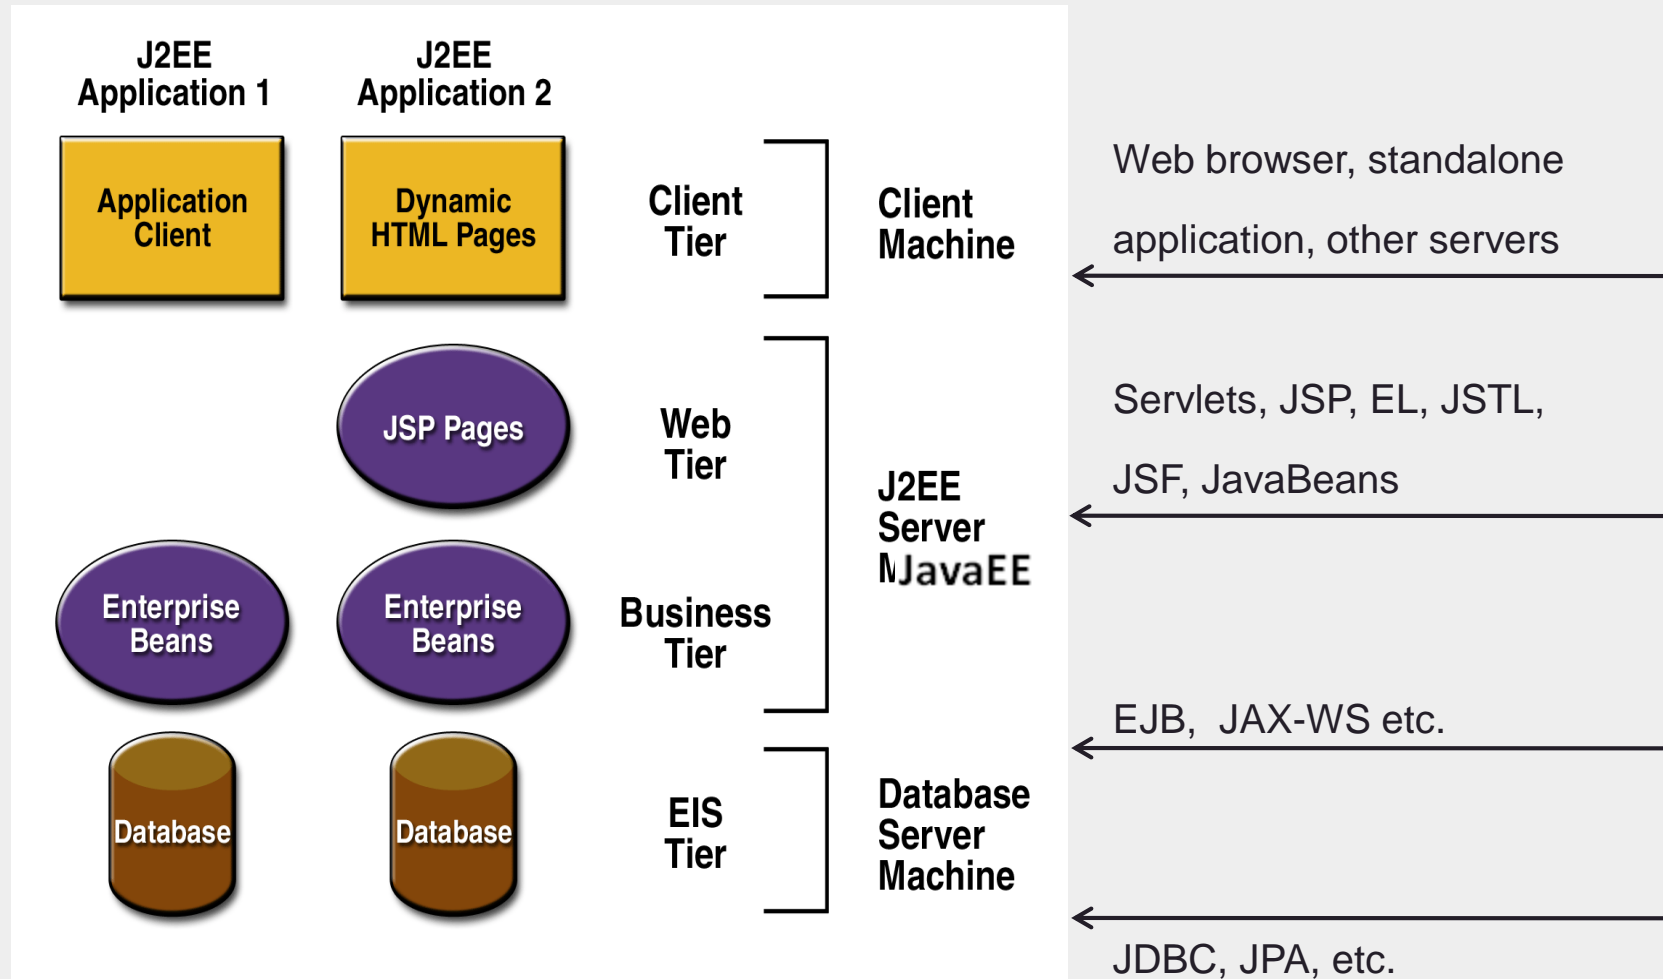 J2EE
Application 1
J2EE
Application 2
Application
Client
Dynamic
HTML Pages
Client
Tier
Client
Machine
Web browser, standalone
application, other servers
JSP Pages
Web
Tier
J2EE
Server
JavaEE
Servlets, JSP, EL, JSTL,
JSF, JavaBeans
Enterprise
Beans
Enterprise
Beans
Business
Tier
EJB, JAX-WS etc.
Database
Database
EIS
Tier
Database
Server
Machine
JDBC, JPA, etc.